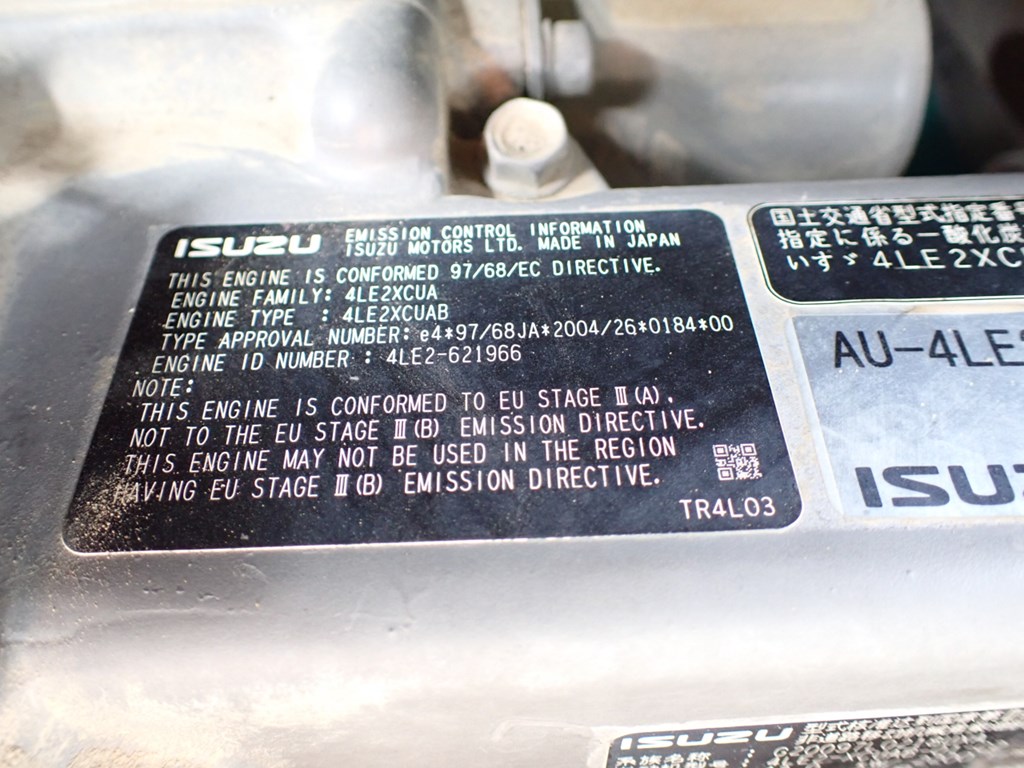 ISUZU EMISSION CONTROL INFORMATION
ISUZU MOTORS LTD. MADE IN JAPAN
THIS ENGINE IS CONFORMED 97/68/EC DIRECTIVE.
ENGINE FAMILY: 4LE2XCUA
ENGINE TYPE : 4LE2XCUAB
TYPE APPROVAL NUMBER: e4*97/68JA*2004/26*0184*00
ENGINE ID NUMBER : 4LE2-621966
NOTE:
THIS ENGINE IS CONFORMED TO EU STAGE Ⅲ(A).
NOT TO THE EU STAGE Ⅲ(B) EMISSION DIRECTIVE.
THIS ENGINE MAY NOT BE USED IN THE REGION
HAVING EU STAGE Ⅲ(B) EMISSION DIRECTIVE.
TR4L03
国土交通省型式指定番号
指定に係る一酸化炭
いすゞ 4LE2XC
AU-4LE2
ISUZ
ISUZU